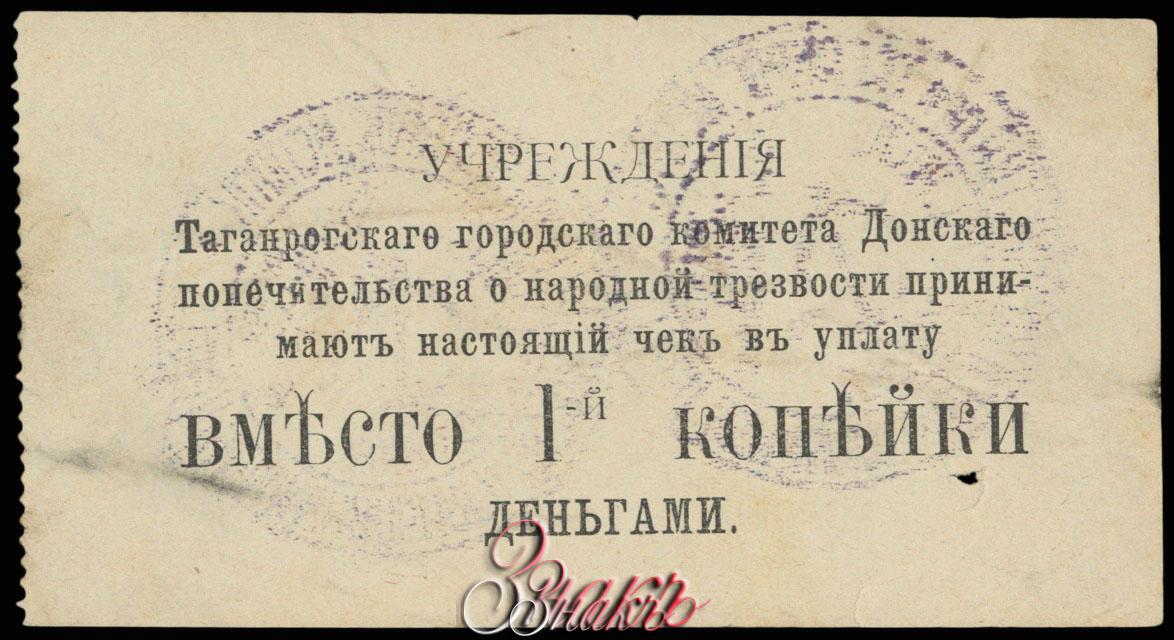 УЧРЕЖДЕНІЯ
Таганрогскаго городскаго комитета Донскаго
попечительства о народной трезвости прини-
маютъ настоящій чекъ въ уплату
ВМѢСТО 1-й КОПѢЙКИ
ДЕНЬГАМИ.
Знакъ
Знакъ